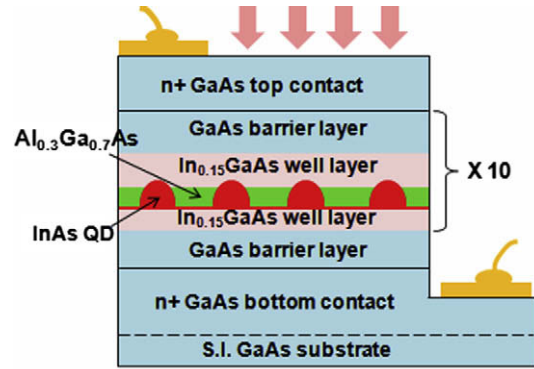 n+ GaAs top contact
GaAs barrier layer
Al0.3Ga0.7As
In0.15GaAs well layer
X 10
In0.15GaAs well layer
InAs QD
GaAs barrier layer
n+ GaAs bottom contact
S.I. GaAs substrate